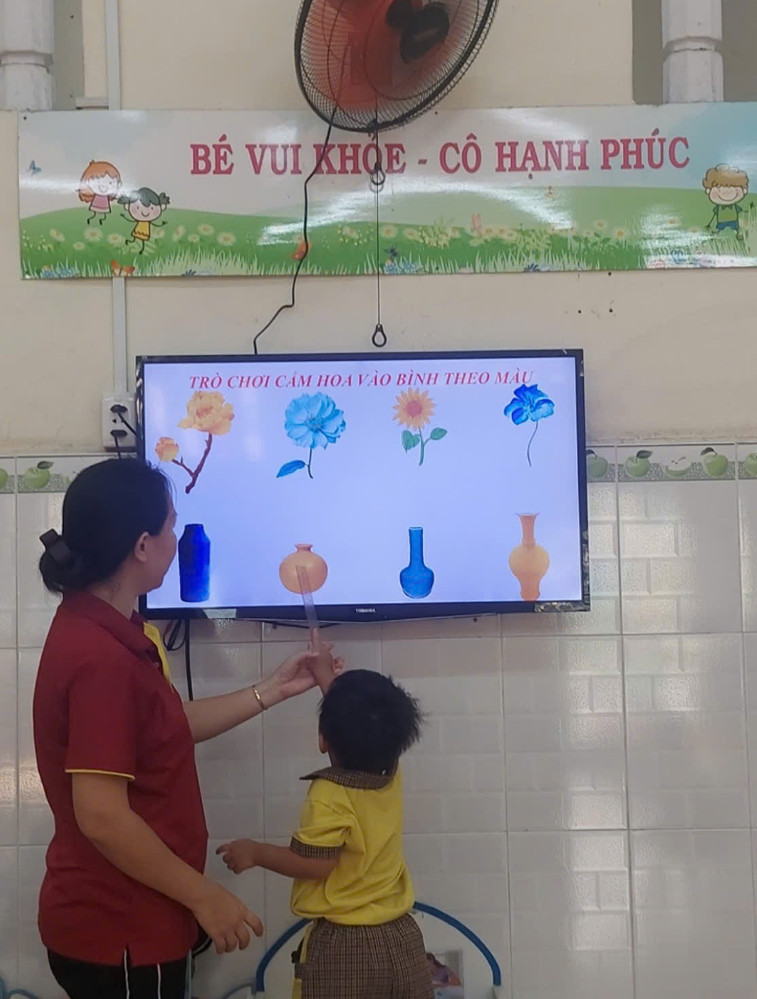 BÉ VUI KHỎE - CÔ HẠNH PHÚC
TRÒ CHƠI CẮM HOA VÀO BÌNH THEO MÀU
TOSHIBA